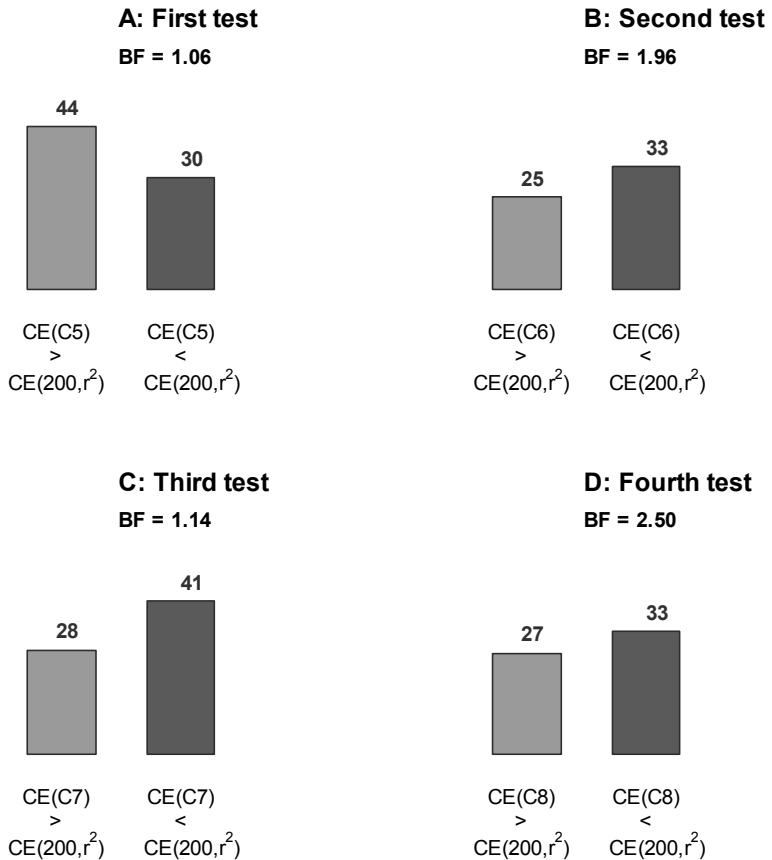 A: First test
BF = 1.06
44
30
CE(C5)
>
CE(200,r²)
CE(C5)
<
CE(200,r²)
B: Second test
BF = 1.96
25
33
CE(C6)
>
CE(200,r²)
CE(C6)
<
CE(200,r²)
C: Third test
BF = 1.14
28
41
CE(C7)
>
CE(200,r²)
CE(C7)
<
CE(200,r²)
D: Fourth test
BF = 2.50
27
33
CE(C8)
>
CE(200,r²)
CE(C8)
<
CE(200,r²)